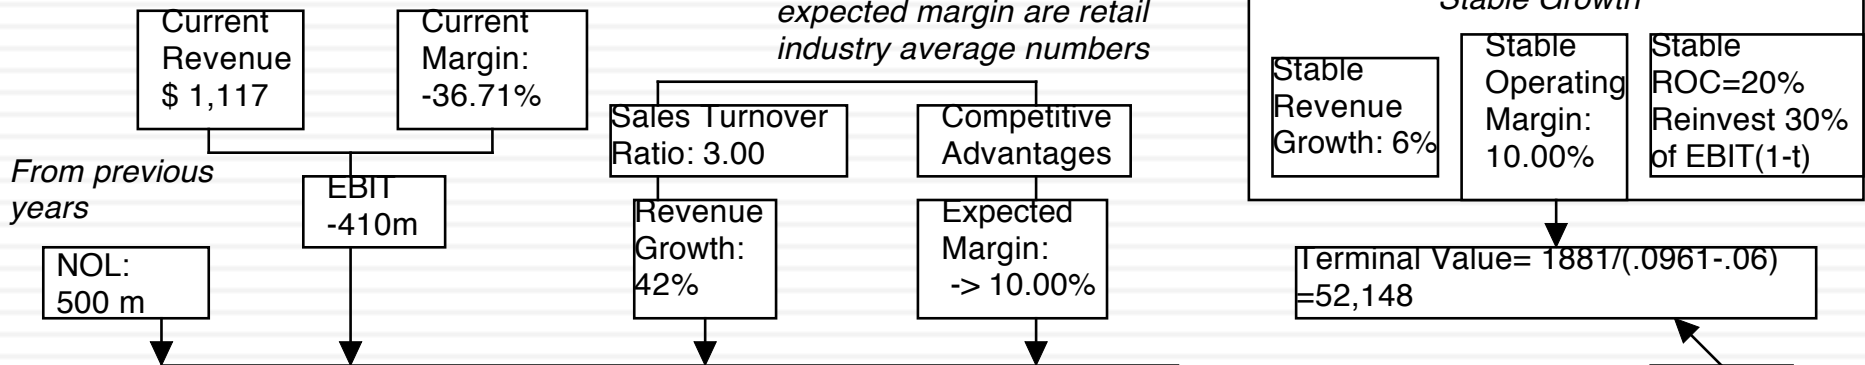 Current
Revenue
$ 1,117
Current
Margin:
-36.71%
expected margin are retail
industry average numbers
Stable Growth
Stable
Revenue
Growth: 6%
Stable
Operating
Margin:
10.00%
Stable
ROC=20%
Reinvest 30%
of EBIT(1-t)
Sales Turnover
Ratio: 3.00
Competitive
Advantages
From previous
years
EBIT
-410m
Revenue
Growth:
42%
Expected
Margin:
-> 10.00%
NOL:
500 m
Terminal Value= 1881/(.0961-.06)
=52,148